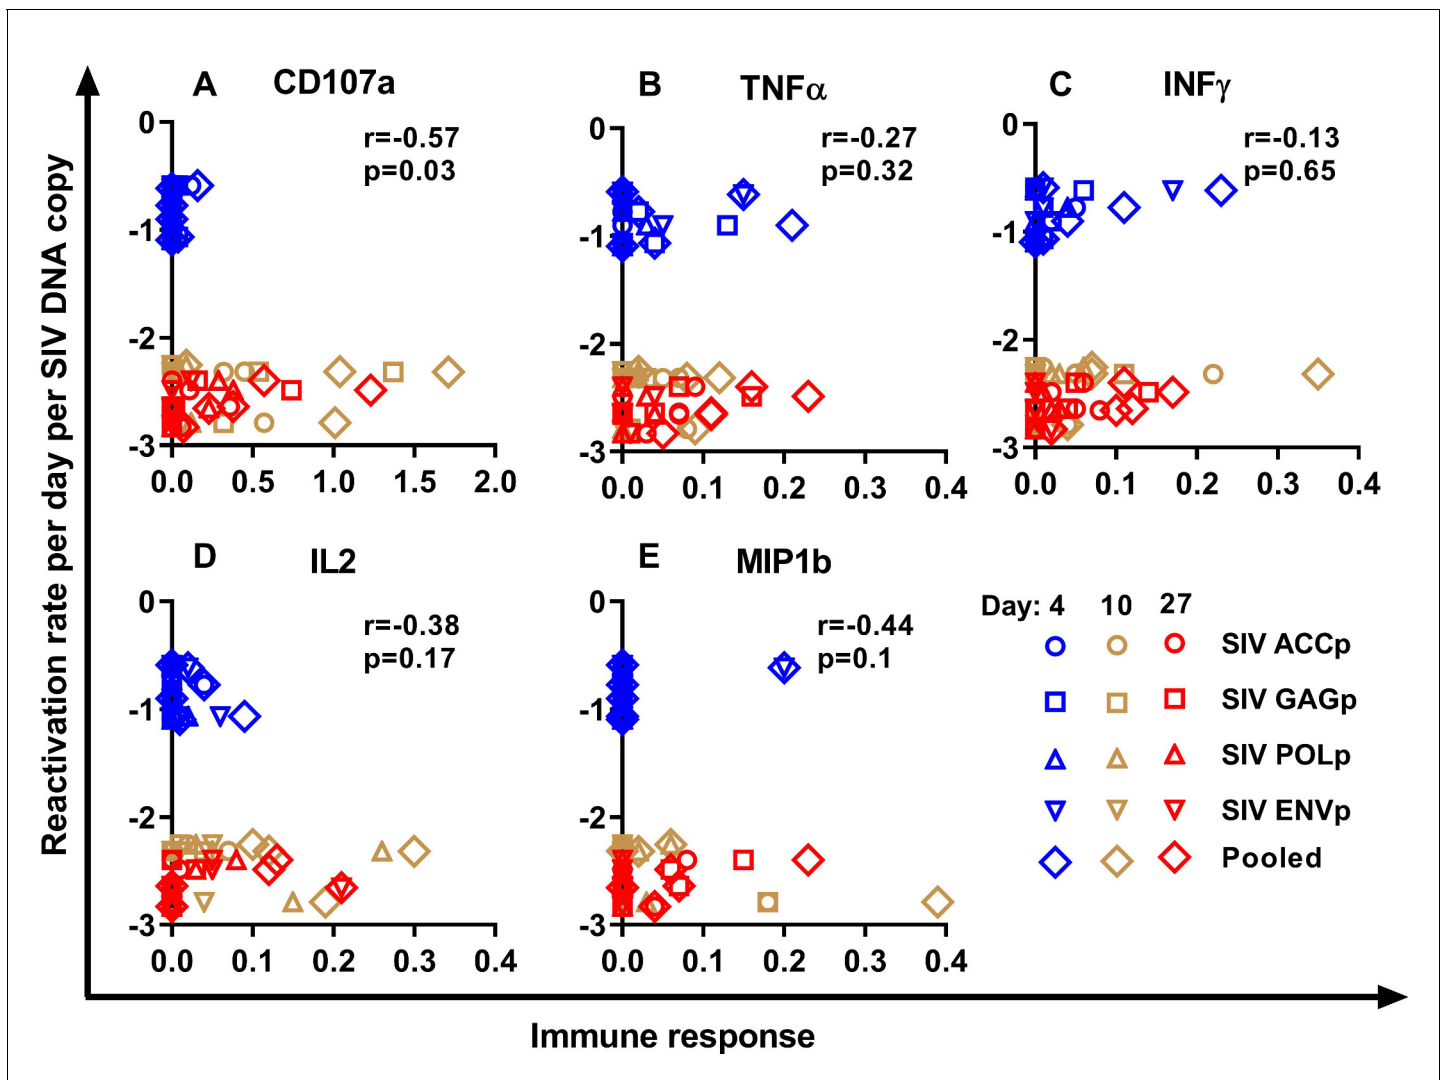 A CD107a
r=-0.57
p=0.03
0
-1
-2
-3
0.0 0.5 1.0 1.5 2.0
B TNFα
r=-0.27
p=0.32
0
-1
-2
-3
0.0 0.1 0.2 0.3 0.4
C INFγ
r=-0.13
p=0.65
0
-1
-2
-3
0.0 0.1 0.2 0.3 0.4
D IL2
r=-0.38
p=0.17
0
-1
-2
-3
0.0 0.1 0.2 0.3 0.4
E MIP1b
r=-0.44
p=0.1
0
-1
-2
-3
0.0 0.1 0.2 0.3 0.4
Day: 4 10 27
SIV ACCp
SIV GAGp
SIV POLp
SIV ENVp
Pooled
Reactivation rate per day per SIV DNA copy
Immune response